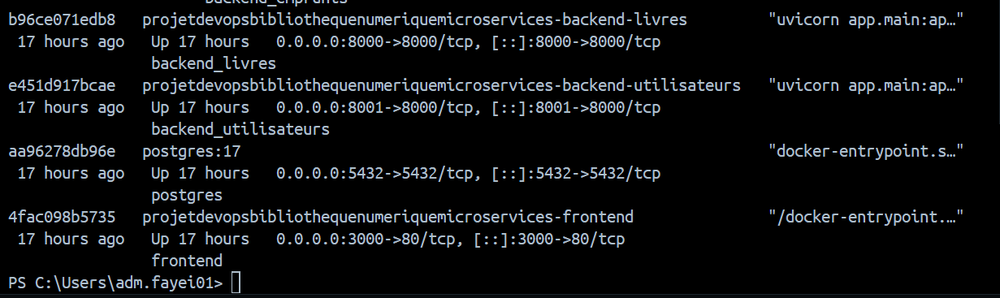 backend_emprunts
b96ce071edb8   projetdevopsbibliothequenumeriquemicroservices-backend-livres         "uvicorn app.main:ap…"
 17 hours ago   Up 17 hours   0.0.0.0:8000->8000/tcp, [::]:8000->8000/tcp
                backend_livres
e451d917bcae   projetdevopsbibliothequenumeriquemicroservices-backend-utilisateurs   "uvicorn app.main:ap…"
 17 hours ago   Up 17 hours   0.0.0.0:8001->8000/tcp, [::]:8001->8000/tcp
                backend_utilisateurs
aa96278db96e   postgres:17                                                           "docker-entrypoint.s…"
 17 hours ago   Up 17 hours   0.0.0.0:5432->5432/tcp, [::]:5432->5432/tcp
                postgres
4fac098b5735   projetdevopsbibliothequenumeriquemicroservices-frontend               "/docker-entrypoint.…"
 17 hours ago   Up 17 hours   0.0.0.0:3000->80/tcp, [::]:3000->80/tcp
                frontend
PS C:\Users\adm.fayei01>